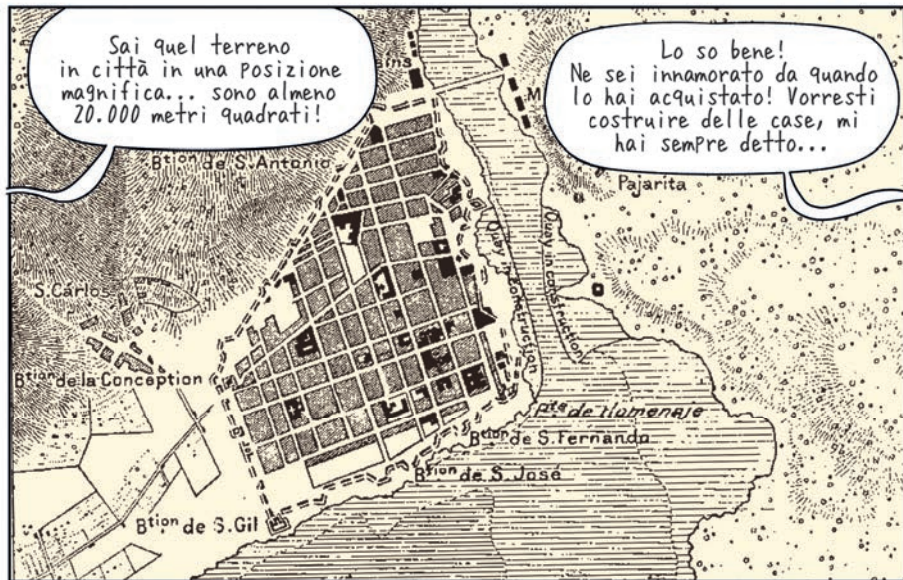 Sai quel terreno
in città in una posizione
magnifica... sono almeno
20.000 metri quadrati!
Lo so bene!
Ne sei innamorato da quando
lo hai acquistato! Vorresti
costruire delle case, mi
hai sempre detto...
Btion de S. Antonio
Pajarita
S. Cárlos
Quay in construction
Quay in construction
Btion de la Conception
Pta de Homenaje
Btion de S. Fernando
Btion de S. José
Btion de S. Gil